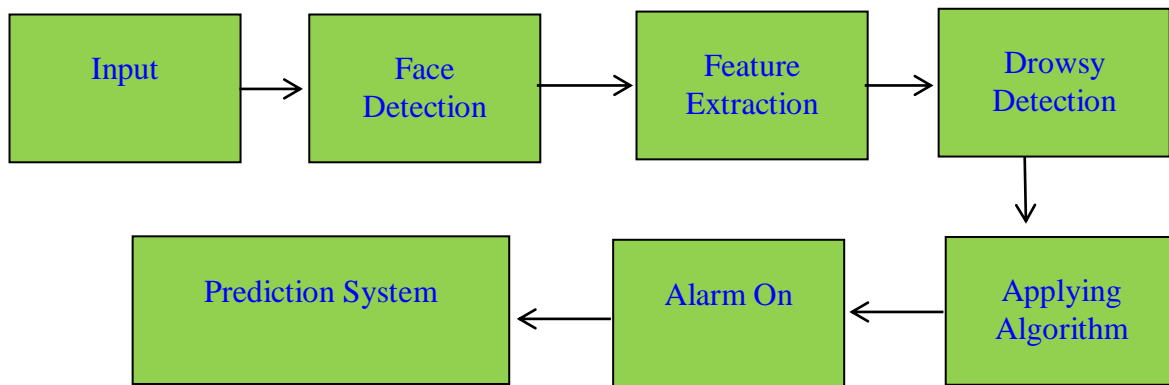 Input
Face
Detection
Feature
Extraction
Drowsy
Detection
Applying
Algorithm
Alarm On
Prediction System